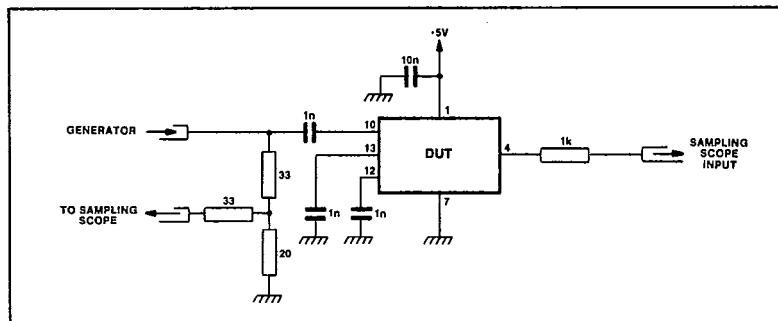 +5V
10n
1
1n
GENERATOR
10
13
12
DUT
4
1k
SAMPLING
SCOPE
INPUT
33
TO SAMPLING
SCOPE
33
1n
1n
7
20